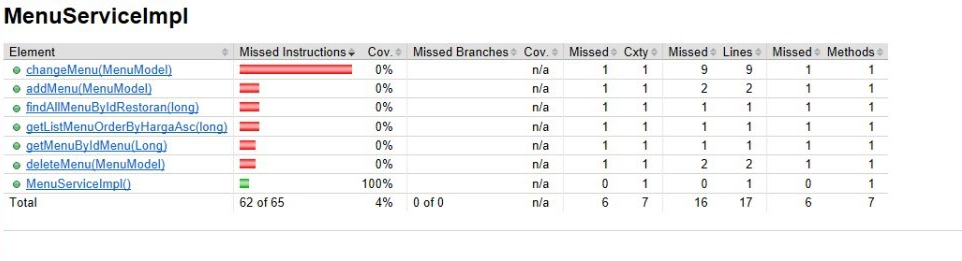 MenuServiceImpl
Element Missed Instructions Cov. Missed Branches Cov. Missed Cxty Missed Lines Missed Methods
changeMenu(MenuModel) 0% n/a 1 1 9 9 1 1
addMenu(MenuModel) 0% n/a 1 1 2 2 1 1
findAllMenuByIdRestoran(long) 0% n/a 1 1 1 1 1 1
getListMenuOrderByHargaAsc(long) 0% n/a 1 1 1 1 1 1
getMenuByIdMenu(Long) 0% n/a 1 1 1 1 1 1
deleteMenu(MenuModel) 0% n/a 1 1 2 2 1 1
MenuServiceImpl() 100% n/a 0 1 0 1 0 1
Total 62 of 65 4% 0 of 0 n/a 6 7 16 17 6 7